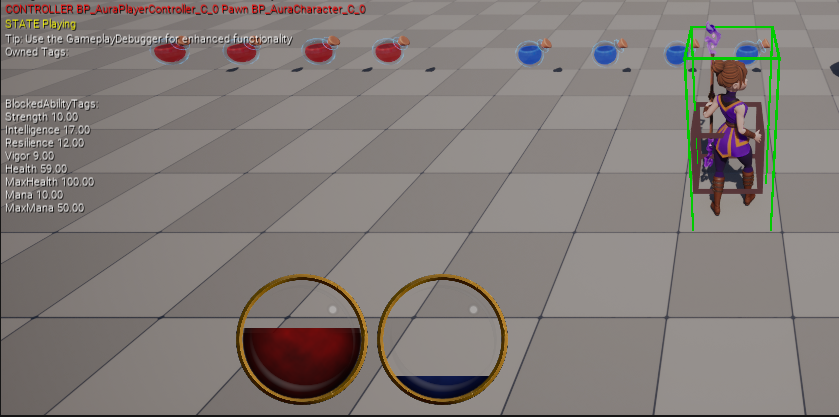 CONTROLLER BP_AuraPlayerController_C_0 Pawn BP_AuraCharacter_C_0
STATE Playing
Tip: Use the GameplayDebugger for enhanced functionality
Owned Tags:
BlockedAbilityTags:
Strength 10.00
Intelligence 17.00
Resilience 12.00
Vigor 9.00
Health 59.00
MaxHealth 100.00
Mana 10.00
MaxMana 50.00